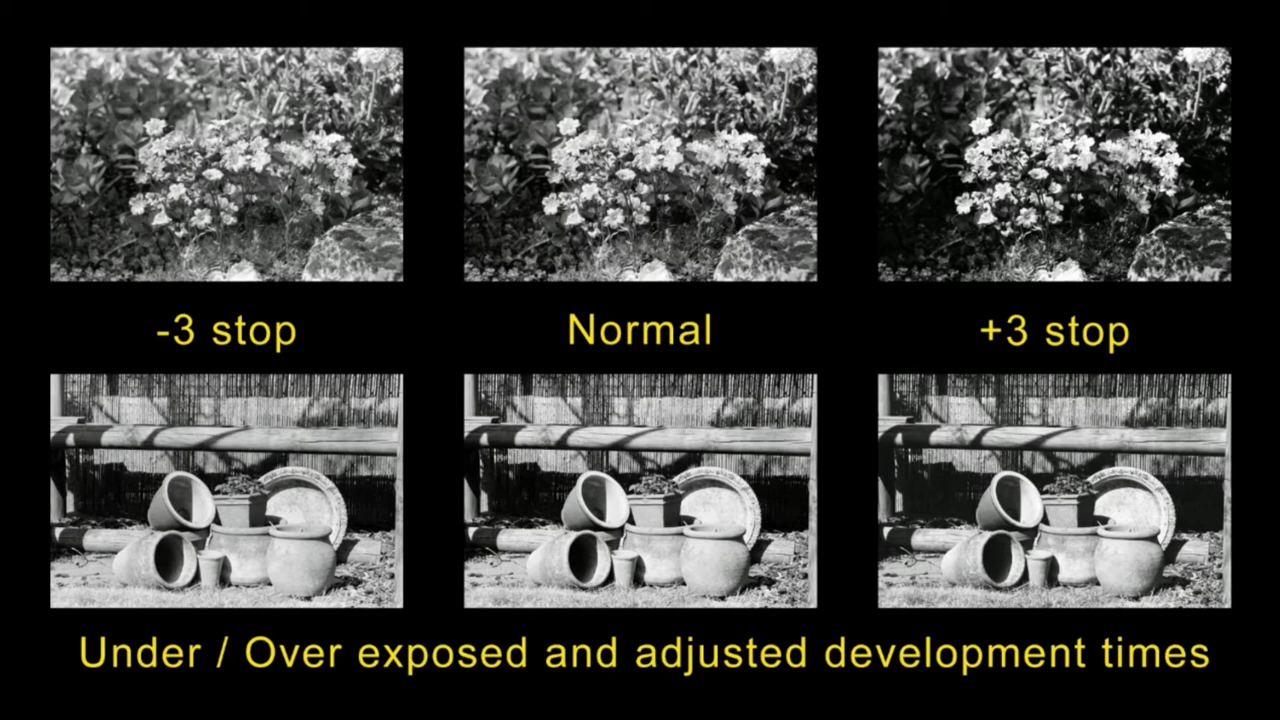 -3 stop
Normal
+3 stop
Under / Over exposed and adjusted development times